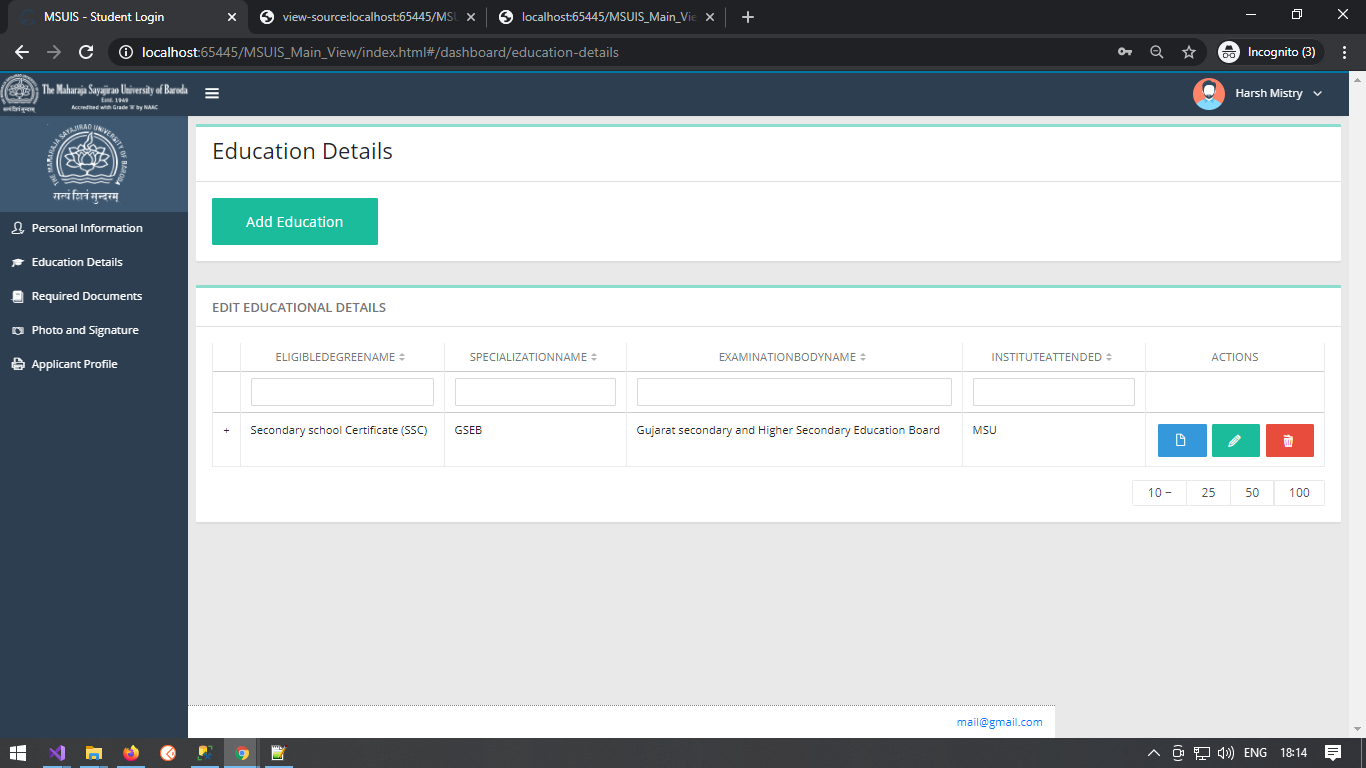 MSUIS - Student Login
view-source:localhost:65445/MSU
localhost:65445/MSUIS_Main_Vie
localhost:65445/MSUIS_Main_View/index.html#/dashboard/education-details
Incognito (3)
The Maharaja Sayajirao University of Baroda
Estd. 1949
Accredited with Grade 'A' by NAAC
Harsh Mistry
THE MAHARAJA SAYAJIRAO UNIVERSITY OF BARODA
सत्यं शिवं सुन्दरम्
Personal Information
Education Details
Required Documents
Photo and Signature
Applicant Profile
Education Details
Add Education
EDIT EDUCATIONAL DETAILS
ELIGIBLEDEGREENAME SPECIALIZATIONNAME EXAMINATIONBODYNAME INSTITUTEATTENDED ACTIONS
+ Secondary school Certificate (SSC) GSEB Gujarat secondary and Higher Secondary Education Board MSU
10 − 25 50 100
mail@gmail.com
ENG 18:14